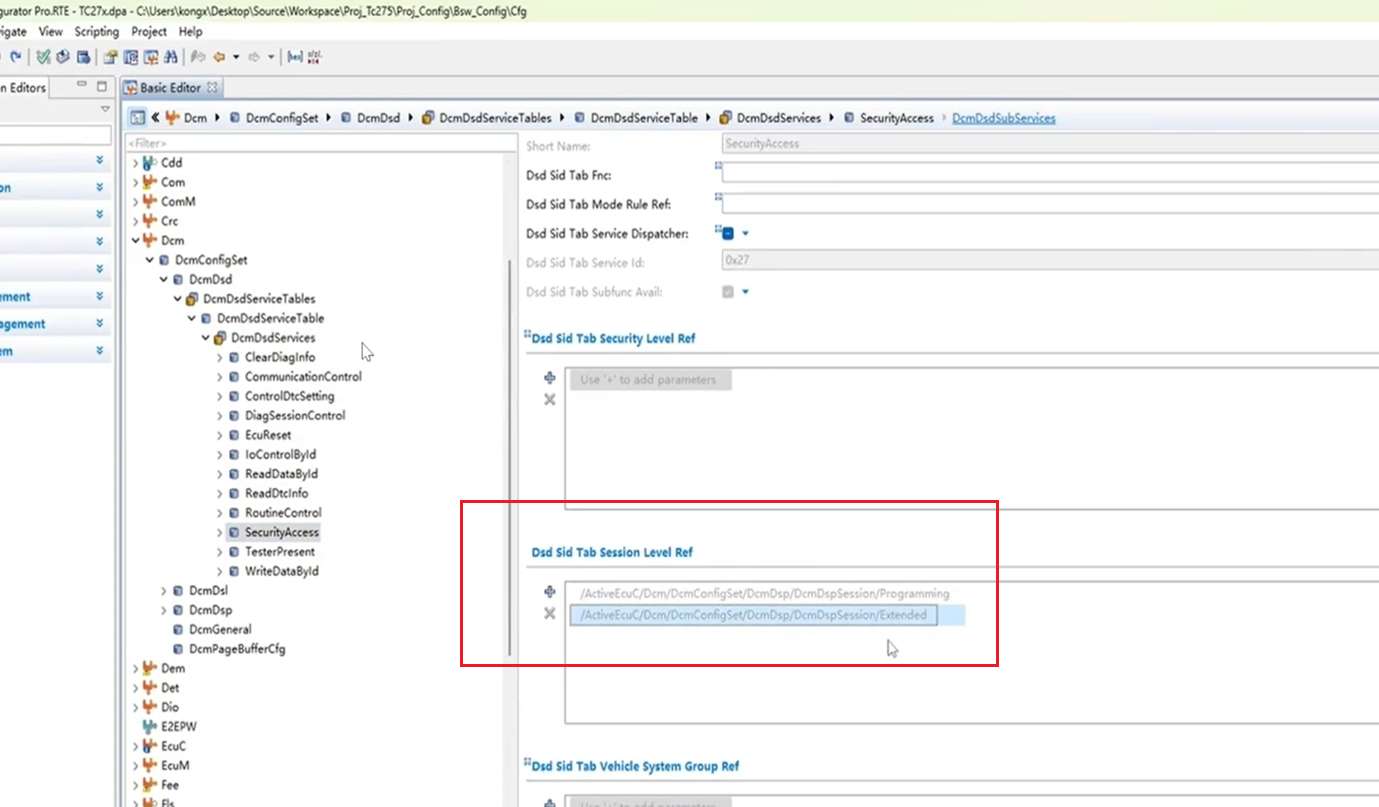 gurator Pro.RTE - TC27x.dpa - C:\Users\kongx\Desktop\Source\Workspace\Proj_Tc275\Proj_Config\Bsw_Config\Cfg
igate View Scripting Project Help
n Editors
Basic Editor
Dcm DcmConfigSet DcmDsd DcmDsdServiceTables DcmDsdServiceTable DcmDsdServices SecurityAccess DcmDsdSubServices
<Filter>
on
ement
agement
em
Cdd
Com
ComM
Crc
Dcm
DcmConfigSet
DcmDsd
DcmDsdServiceTables
DcmDsdServiceTable
DcmDsdServices
ClearDiagInfo
CommunicationControl
ControlDtcSetting
DiagSessionControl
EcuReset
IoControlById
ReadDataById
ReadDtcInfo
RoutineControl
SecurityAccess
TesterPresent
WriteDataById
DcmDsl
DcmDsp
DcmGeneral
DcmPageBufferCfg
Dem
Det
Dio
E2EPW
EcuC
EcuM
Fee
Fls
Short Name: SecurityAccess
Dsd Sid Tab Fnc:
Dsd Sid Tab Mode Rule Ref:
Dsd Sid Tab Service Dispatcher:
Dsd Sid Tab Service Id: 0x27
Dsd Sid Tab Subfunc Avail:
Dsd Sid Tab Security Level Ref
Use '+' to add parameters
Dsd Sid Tab Session Level Ref
/ActiveEcuC/Dcm/DcmConfigSet/DcmDsp/DcmDspSession/Programming
/ActiveEcuC/Dcm/DcmConfigSet/DcmDsp/DcmDspSession/Extended
Dsd Sid Tab Vehicle System Group Ref
Use '+' to add parameters